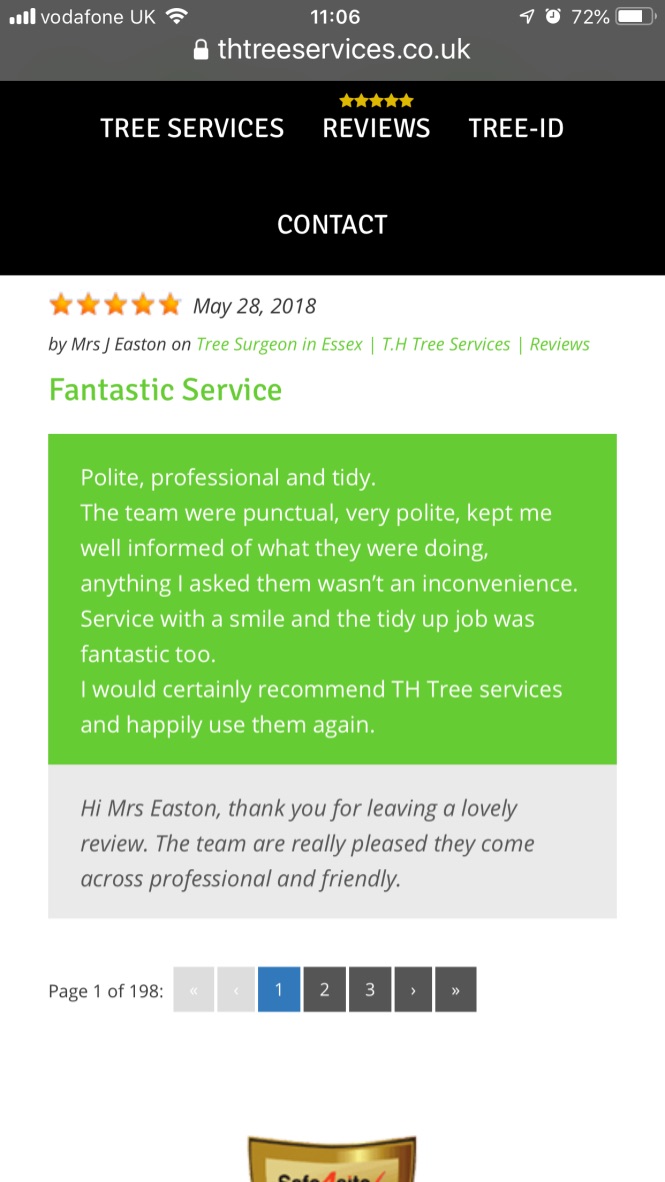 vodafone UK 11:06 72%
thtreeservices.co.uk
TREE SERVICES REVIEWS TREE-ID
CONTACT
May 28, 2018
by Mrs J Easton on Tree Surgeon in Essex | T.H Tree Services | Reviews
Fantastic Service
Polite, professional and tidy.
The team were punctual, very polite, kept me
well informed of what they were doing,
anything I asked them wasn't an inconvenience.
Service with a smile and the tidy up job was
fantastic too.
I would certainly recommend TH Tree services
and happily use them again.
Hi Mrs Easton, thank you for leaving a lovely
review. The team are really pleased they come
across professional and friendly.
Page 1 of 198: « ‹ 1 2 3 › »